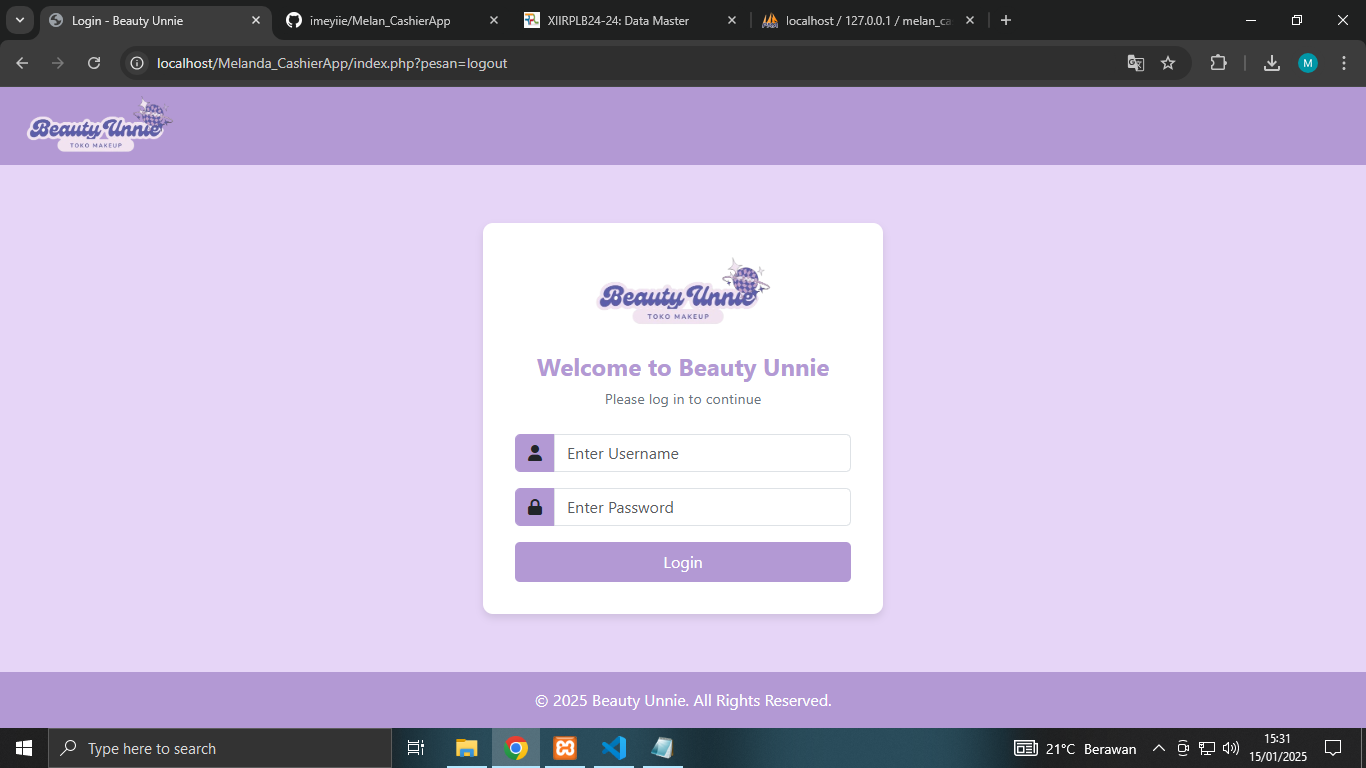 Login - Beauty Unnie
imeyiie/Melan_CashierApp
XIIRPLB24-24: Data Master
localhost / 127.0.0.1 / melan_ca
localhost/Melanda_CashierApp/index.php?pesan=logout
M
Beauty Unnie
TOKO MAKEUP
Beauty Unnie
TOKO MAKEUP
Welcome to Beauty Unnie
Please log in to continue
Enter Username
Enter Password
Login
© 2025 Beauty Unnie. All Rights Reserved.
Type here to search
21°C Berawan
15:31
15/01/2025